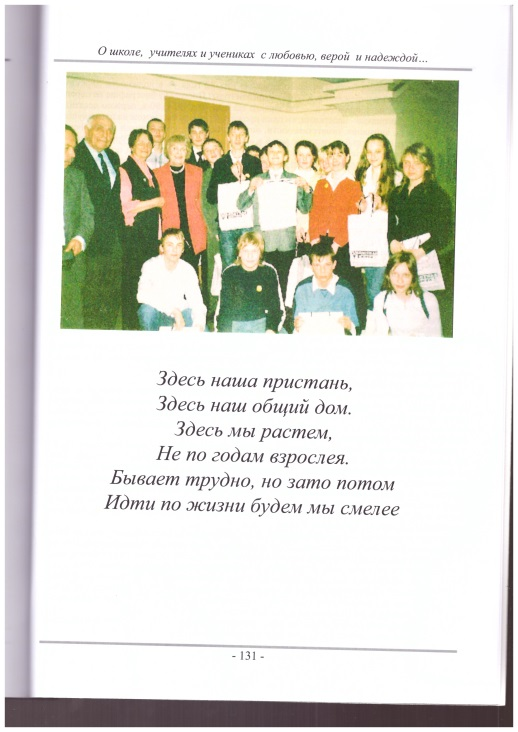 О школе, учителях и учениках с любовью, верой и надеждой...
Здесь наша пристань,
Здесь наш общий дом.
Здесь мы растем,
Не по годам взрослея.
Бывает трудно, но зато потом
Идти по жизни будем мы смелее
- 131 -